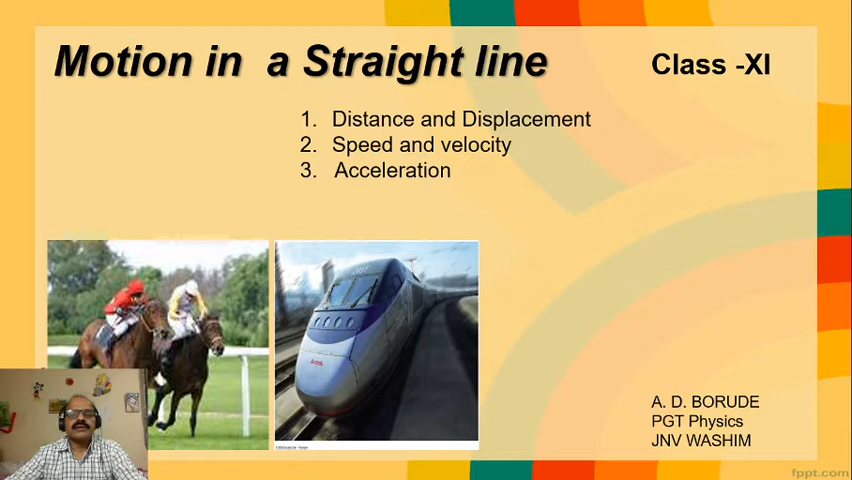 Motion in a Straight line
Class -XI
1. Distance and Displacement
2. Speed and velocity
3. Acceleration
A. D. BORUDE
PGT Physics
JNV WASHIM
fppt.com